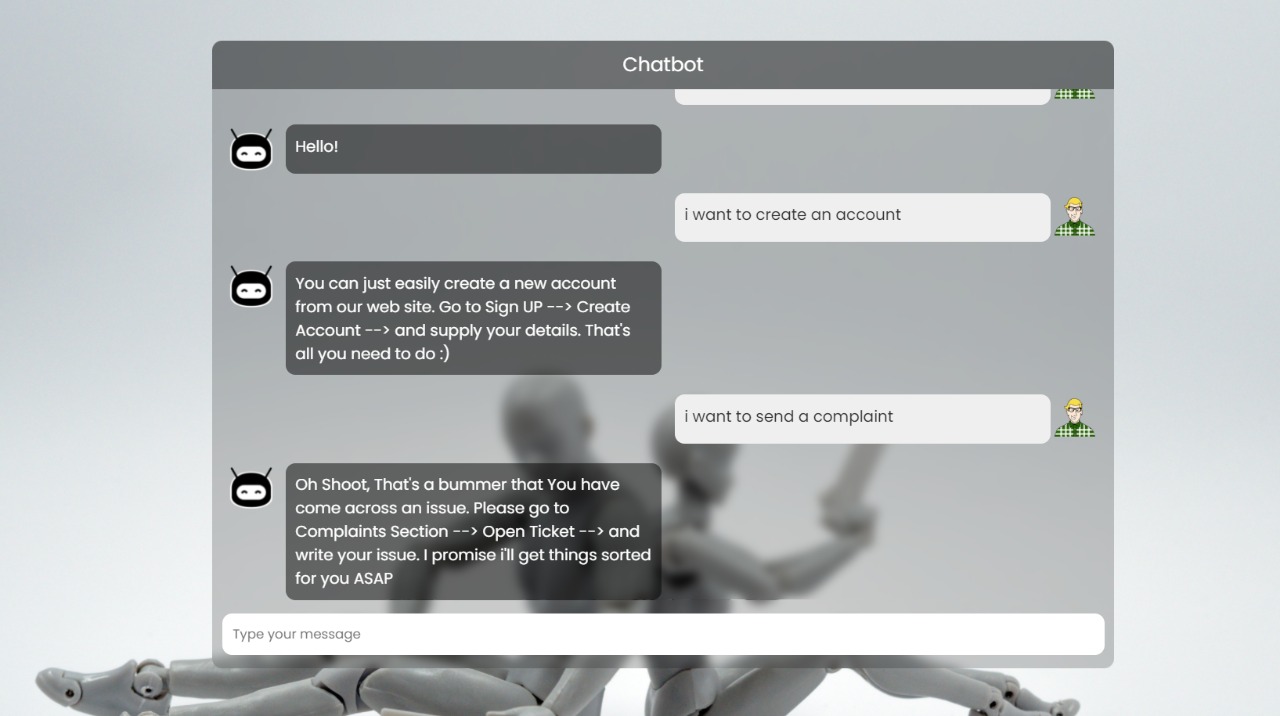 Chatbot
Hello!
i want to create an account
You can just easily create a new account
from our web site. Go to Sign UP --> Create
Account --> and supply your details. That's
all you need to do :)
i want to send a complaint
Oh Shoot, That's a bummer that You have
come across an issue. Please go to
Complaints Section --> Open Ticket --> and
write your issue. I promise i'll get things sorted
for you ASAP
Type your message